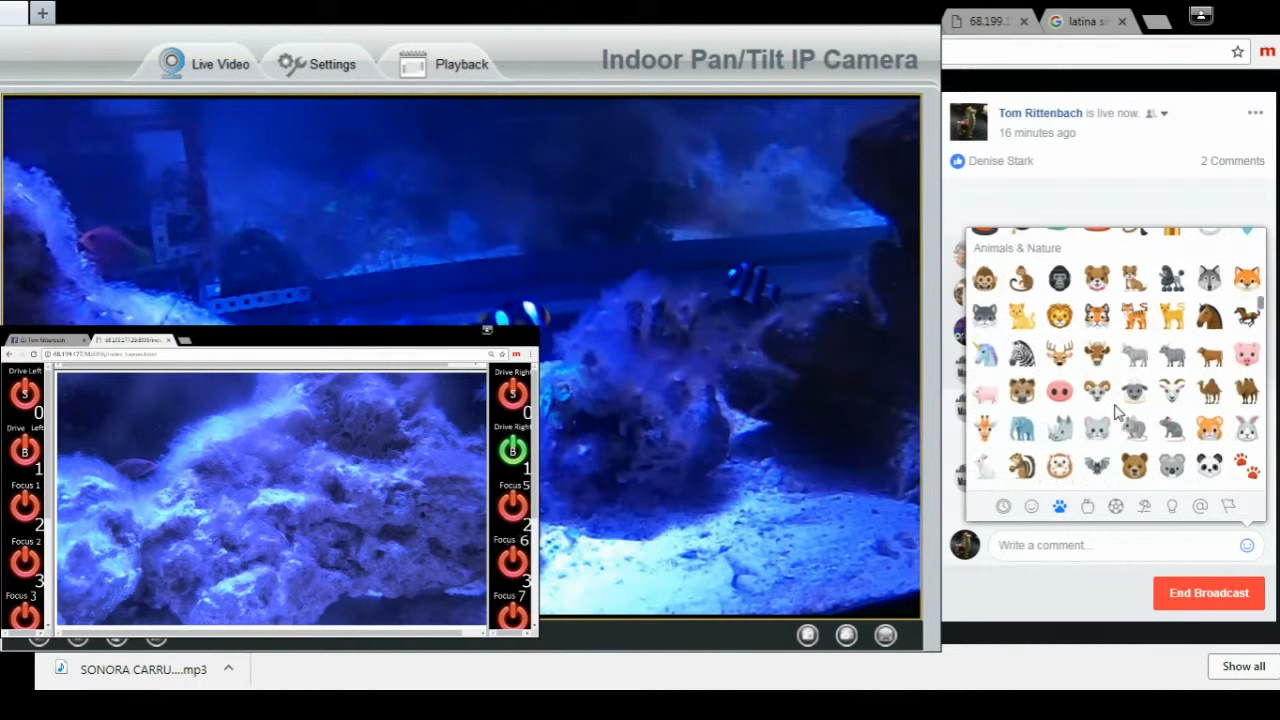 68.199.1
latina si
Live Video
Settings
Playback
Indoor Pan/Tilt IP Camera
Tom Rittenbach is live now.
16 minutes ago
Denise Stark
2 Comments
Animals & Nature
Tom Rittenbach
Drive Left
S
0
Drive Left
B
1
Focus 1
2
Focus 2
3
Focus 3
Drive Right
S
0
Drive Right
B
1
Focus 5
2
Focus 6
3
Focus 7
Write a comment...
End Broadcast
SONORA CARRU....mp3
Show all